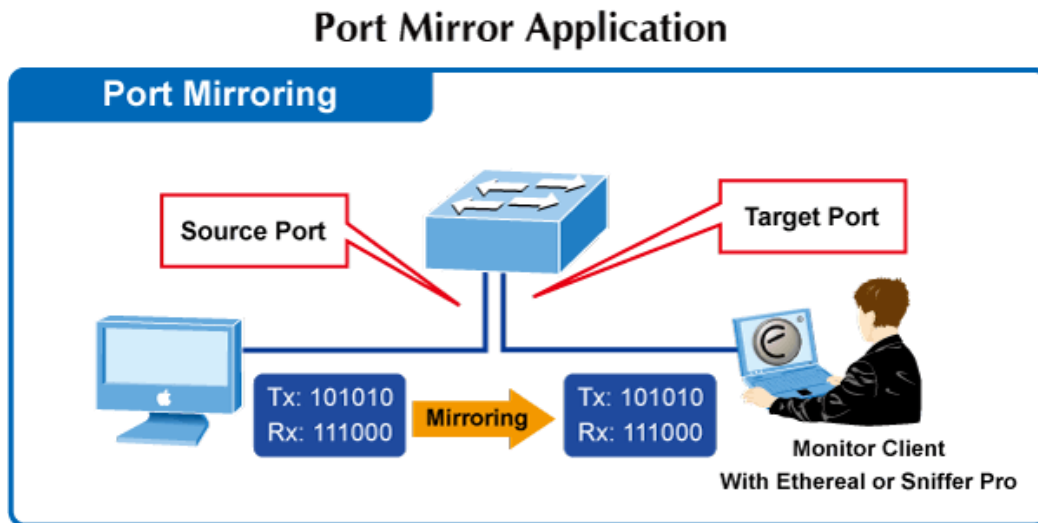 Port Mirror Application
Port Mirroring
Source Port
Target Port
Tx: 101010
Rx: 111000
Mirroring
Tx: 101010
Rx: 111000
Monitor Client
With Ethereal or Sniffer Pro